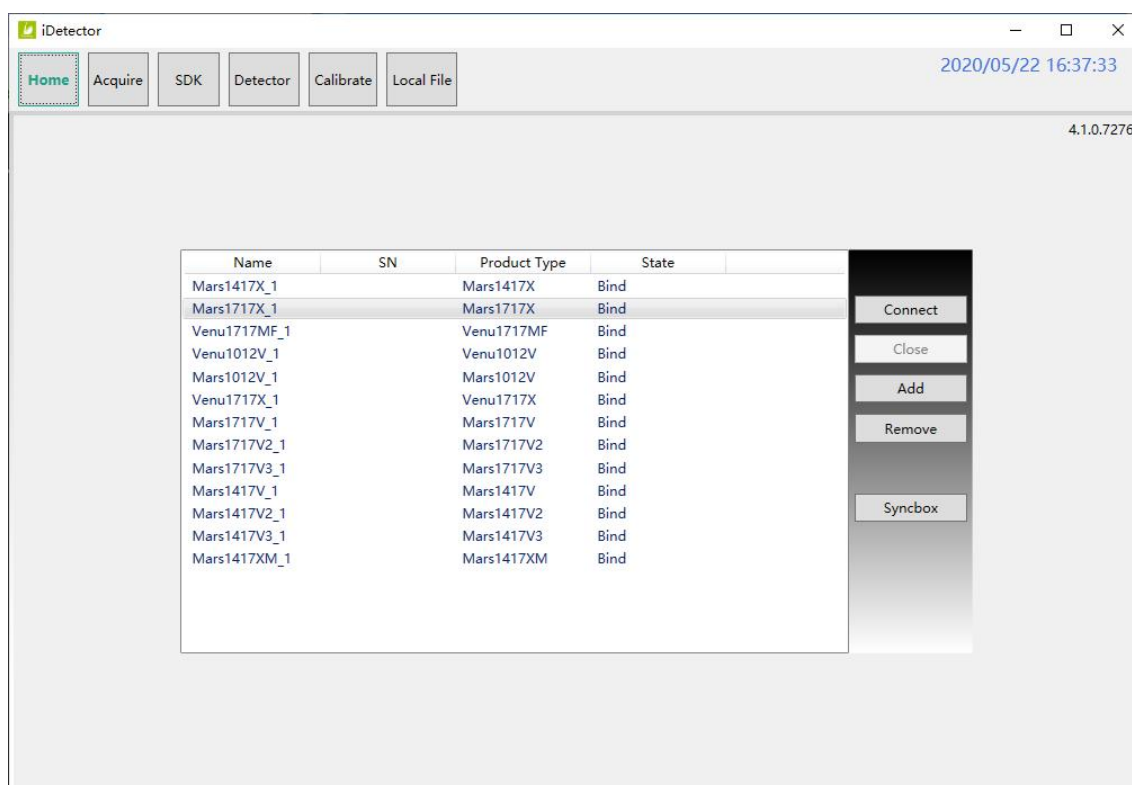 iDetector
Home Acquire SDK Detector Calibrate Local File
2020/05/22 16:37:33
4.1.0.7276
Name SN Product Type State
Mars1417X_1 Mars1417X Bind
Mars1717X_1 Mars1717X Bind
Venu1717MF_1 Venu1717MF Bind
Venu1012V_1 Venu1012V Bind
Mars1012V_1 Mars1012V Bind
Venu1717X_1 Venu1717X Bind
Mars1717V_1 Mars1717V Bind
Mars1717V2_1 Mars1717V2 Bind
Mars1717V3_1 Mars1717V3 Bind
Mars1417V_1 Mars1417V Bind
Mars1417V2_1 Mars1417V2 Bind
Mars1417V3_1 Mars1417V3 Bind
Mars1417XM_1 Mars1417XM Bind
Connect
Close
Add
Remove
Syncbox